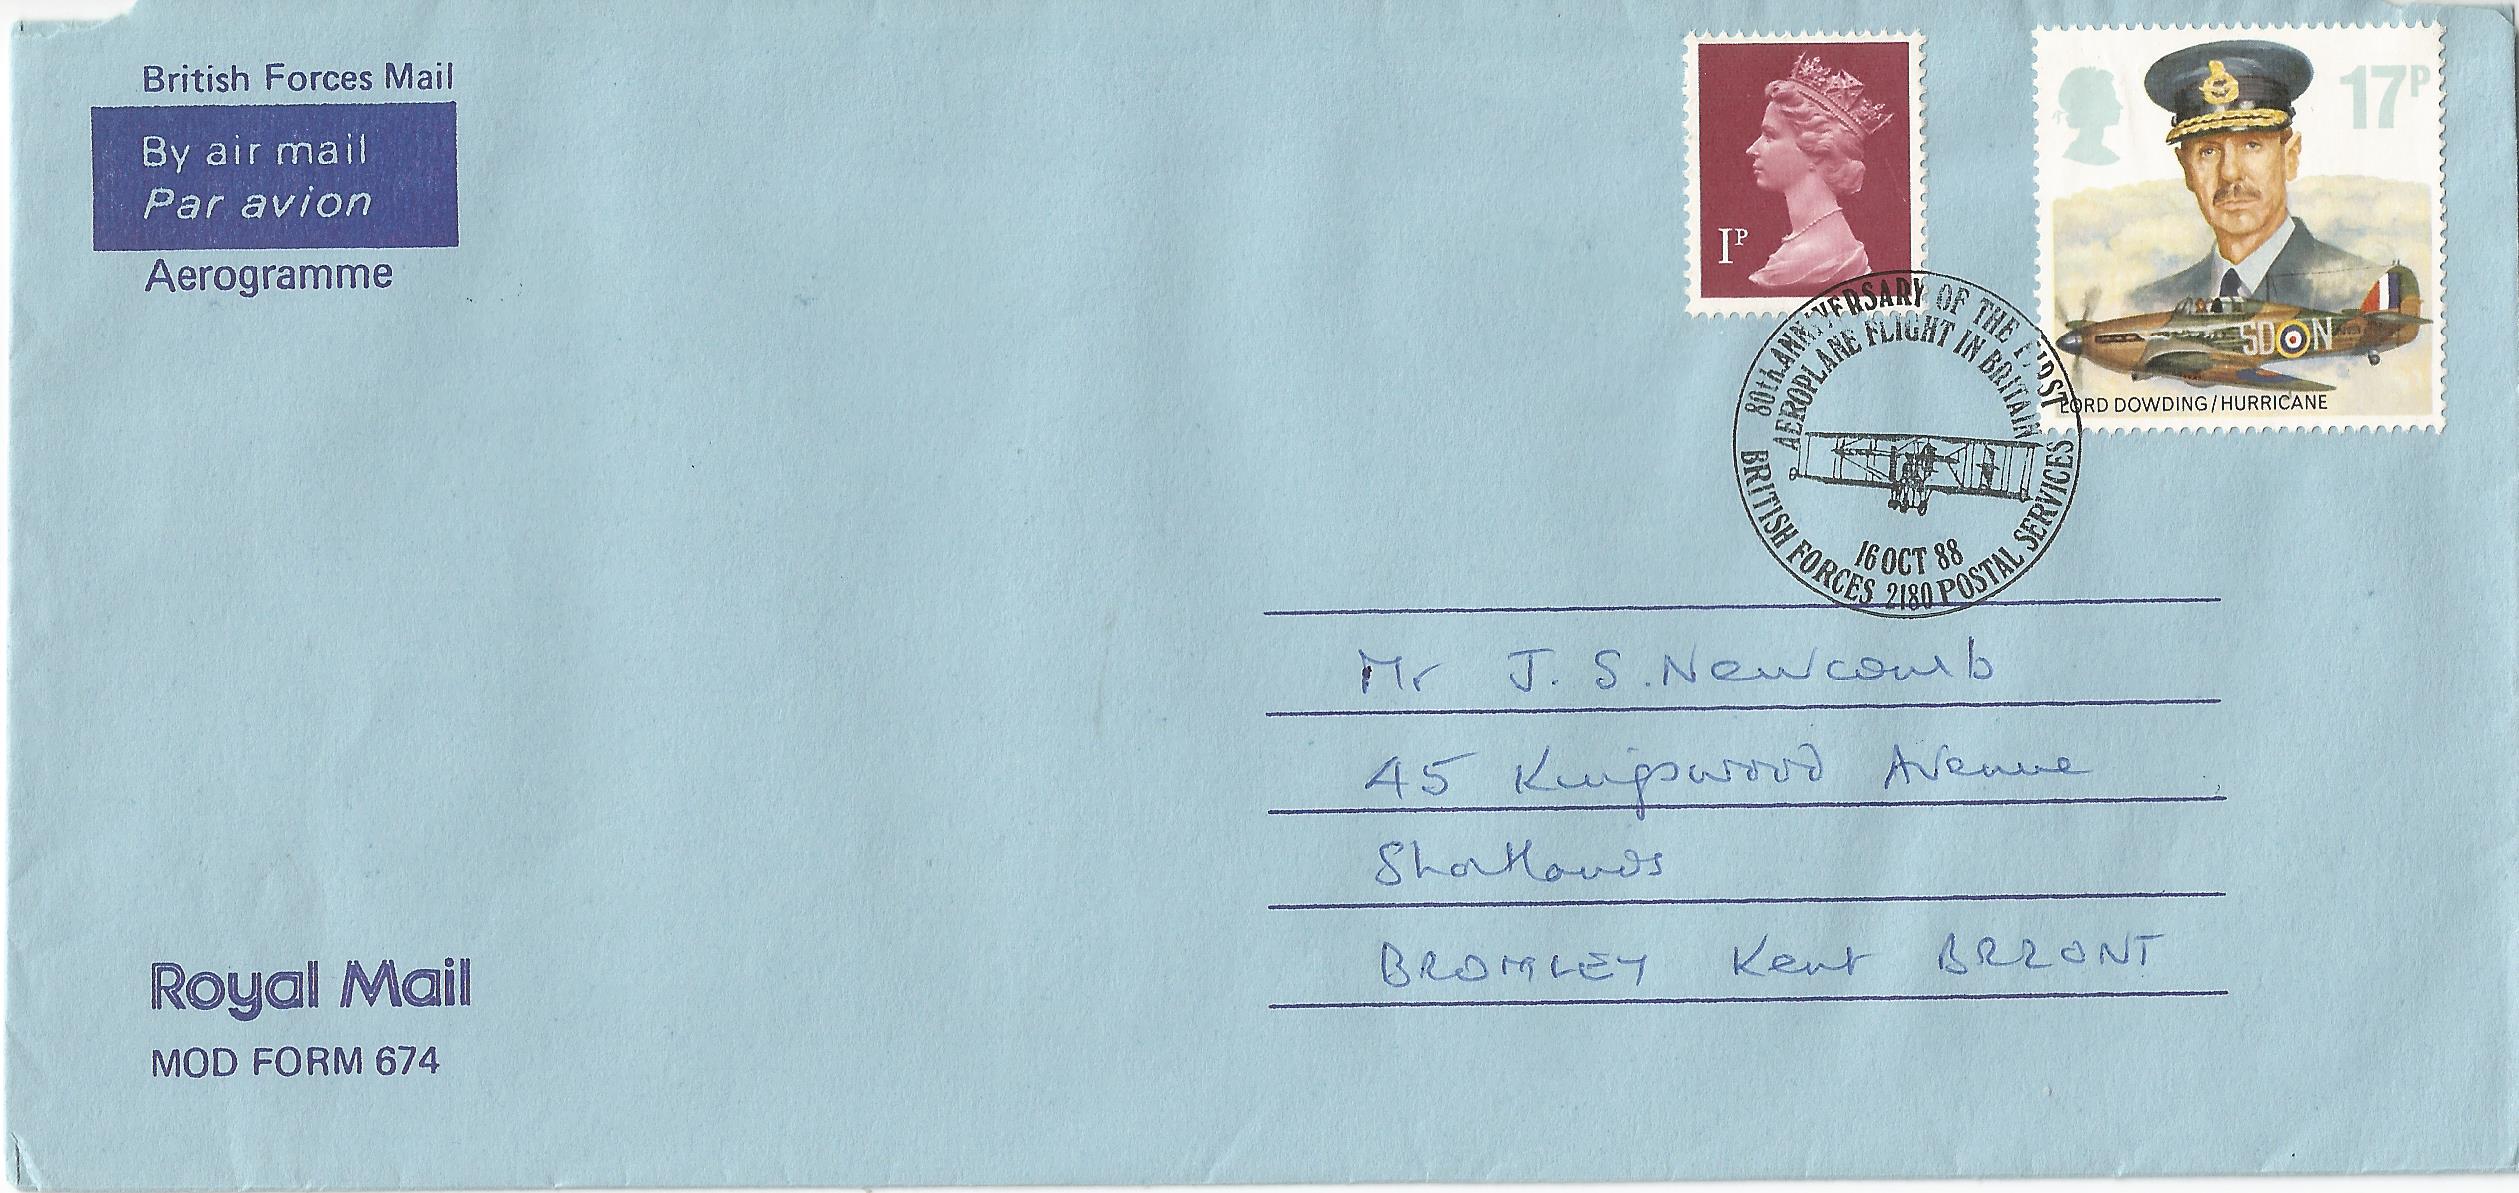 British Forces Mail
By air mail
Par avion
Aerogramme
1P
17P
SD N
LORD DOWDING/HURRICANE
80th ANNIVERSARY OF THE FIRST
AEROPLANE FLIGHT IN BRITAIN
16 OCT 88
BRITISH FORCES 2180 POSTAL SERVICES
Mr J. S. Newcomb
45 Kingswood Avenue
Shortlands
BROMLEY Kent BR2 0NT
Royal Mail
MOD FORM 674